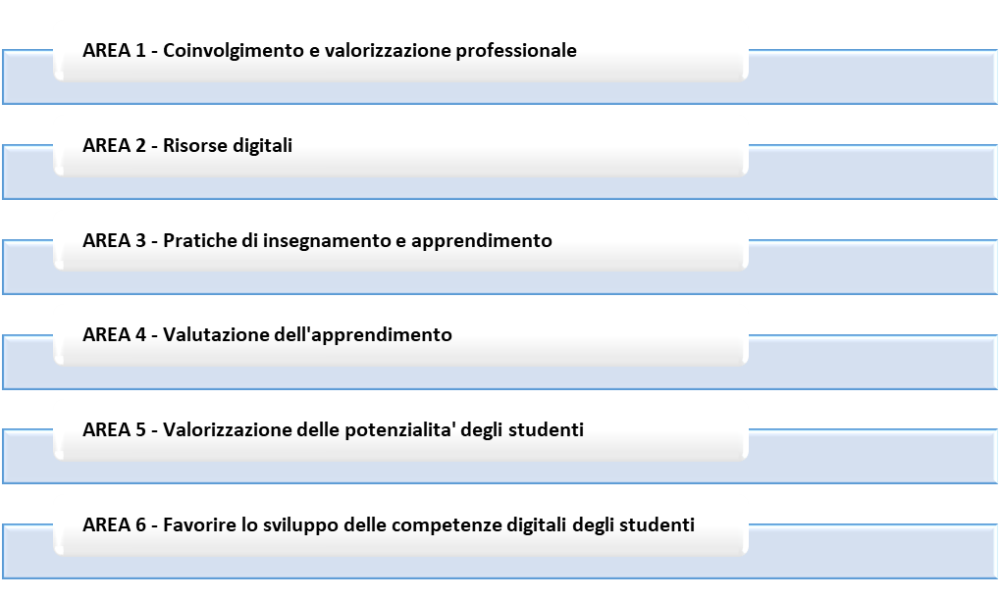 AREA 1 - Coinvolgimento e valorizzazione professionale
AREA 2 - Risorse digitali
AREA 3 - Pratiche di insegnamento e apprendimento
AREA 4 - Valutazione dell'apprendimento
AREA 5 - Valorizzazione delle potenzialita' degli studenti
AREA 6 - Favorire lo sviluppo delle competenze digitali degli studenti